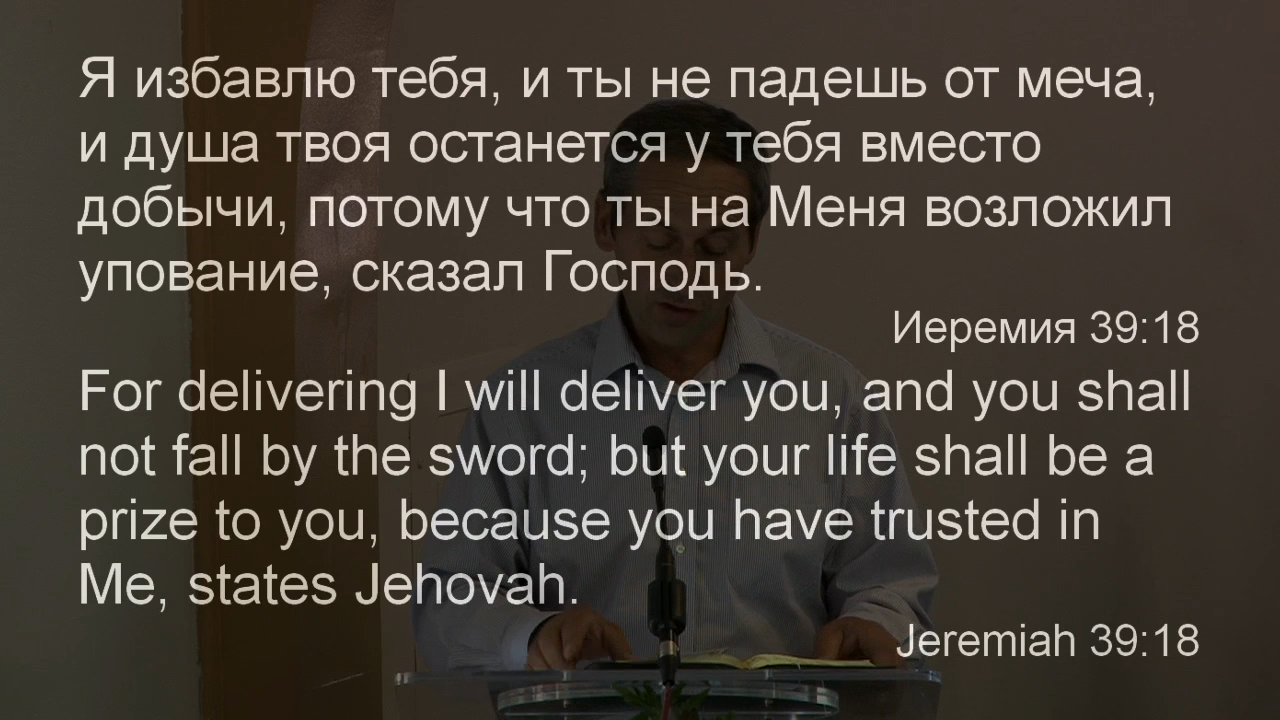 Я избавлю тебя, и ты не падешь от меча,
и душа твоя останется у тебя вместо
добычи, потому что ты на Меня возложил
упование, сказал Господь.
Иеремия 39:18
For delivering I will deliver you, and you shall
not fall by the sword; but your life shall be a
prize to you, because you have trusted in
Me, states Jehovah.
Jeremiah 39:18